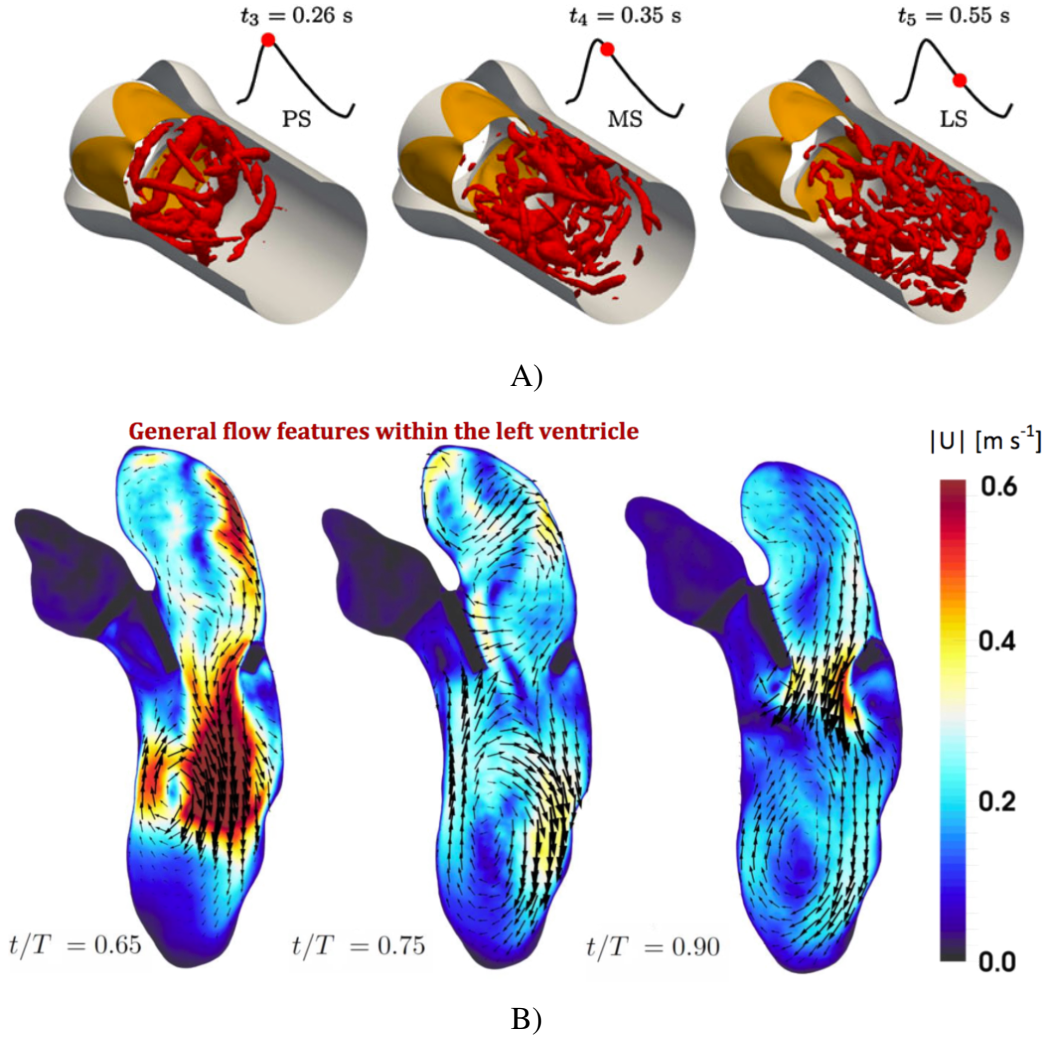 t₃ = 0.26 s
t₄ = 0.35 s
t₅ = 0.55 s
PS
MS
LS
A)
General flow features within the left ventricle
|U| [m s⁻¹]
0.6
0.4
0.2
0.0
t/T = 0.65
t/T = 0.75
t/T = 0.90
B)